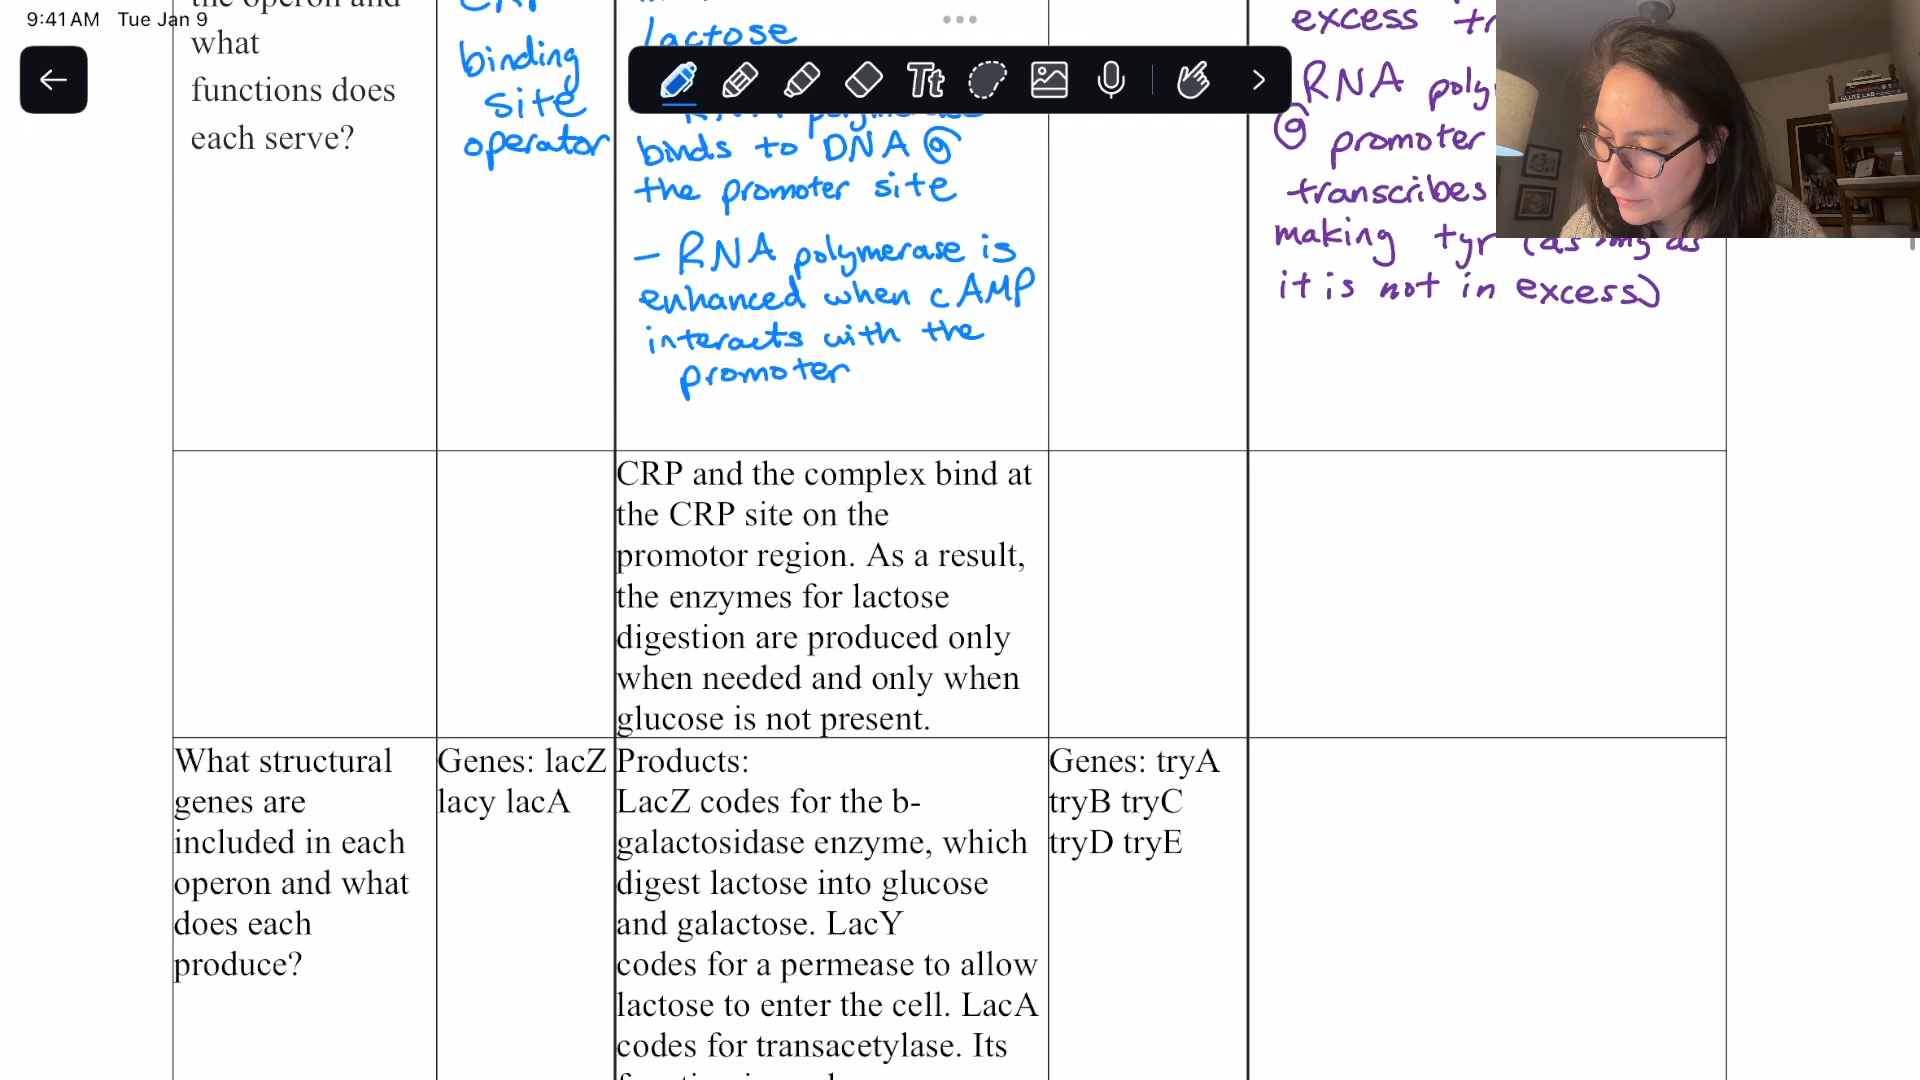 9:41 AM Tue Jan 9
the operon and
what
functions does
each serve?
CRP
binding
site
operator
lactose
binds to DNA @
the promoter site
- RNA polymerase is
enhanced when cAMP
interacts with the
promoter
excess
RNA
@ promoter
transcribes
making tyr
it is not in excess)
Tt
CRP and the complex bind at
the CRP site on the
promotor region. As a result,
the enzymes for lactose
digestion are produced only
when needed and only when
glucose is not present.
What structural
genes are
included in each
operon and what
does each
produce?
Genes: lacZ
lacy lacA
Products:
LacZ codes for the b-
galactosidase enzyme, which
digest lactose into glucose
and galactose. LacY
codes for a permease to allow
lactose to enter the cell. LacA
codes for transacetylase. Its
Genes: tryA
tryB tryC
tryD tryE